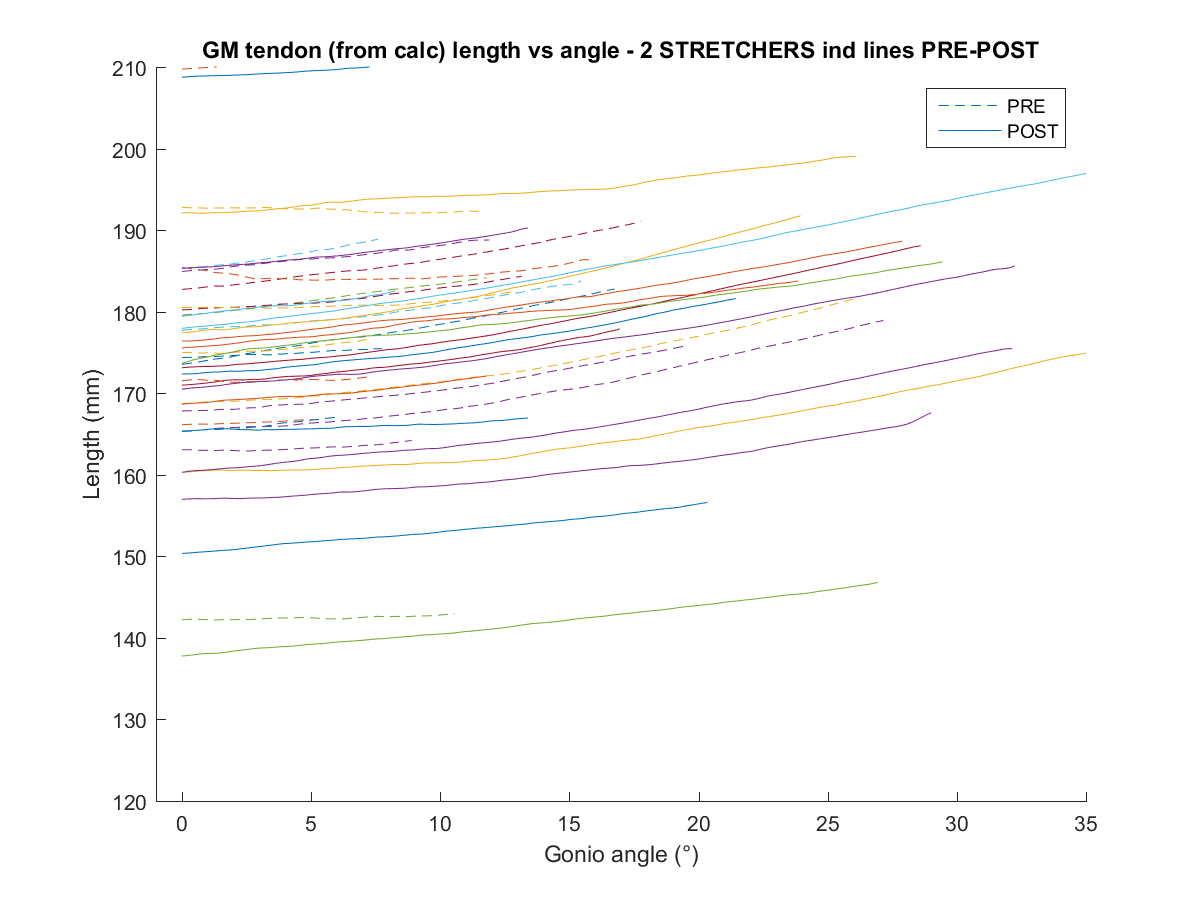 GM tendon (from calc) length vs angle - 2 STRETCHERS ind lines PRE-POST
PRE
POST
210
200
190
180
170
160
150
140
130
120
Length (mm)
0 5 10 15 20 25 30 35
Gonio angle (°)